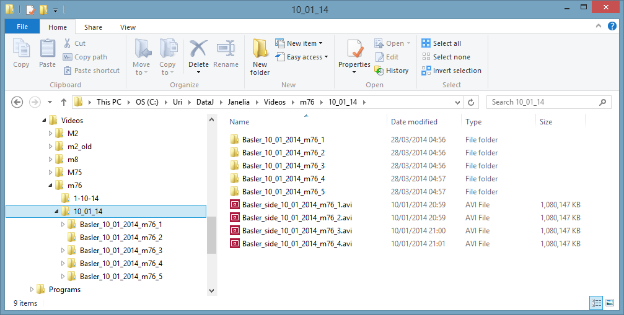 10_01_14
File Home Share View
Copy Paste Cut Copy path Paste shortcut Move to Copy to Delete Rename New folder New item Easy access Properties Open Edit History Select all Select none Invert selection
Clipboard Organize New Open Select
This PC OS (C:) Uri DataJ Janelia Videos m76 10_01_14 Search 10_01_14
Videos
M2
m2_old
m8
M75
m76
1-10-14
10_01_14
Basler_10_01_2014_m76_1
Basler_10_01_2014_m76_2
Basler_10_01_2014_m76_3
Basler_10_01_2014_m76_4
Basler_10_01_2014_m76_5
Programs
Name Date modified Type Size
Basler_10_01_2014_m76_1 28/03/2014 04:56 File folder
Basler_10_01_2014_m76_2 28/03/2014 04:56 File folder
Basler_10_01_2014_m76_3 28/03/2014 04:56 File folder
Basler_10_01_2014_m76_4 28/03/2014 04:57 File folder
Basler_10_01_2014_m76_5 28/03/2014 04:57 File folder
Basler_side_10_01_2014_m76_1.avi 10/01/2014 20:59 AVI File 1,080,147 KB
Basler_side_10_01_2014_m76_2.avi 10/01/2014 20:59 AVI File 1,080,147 KB
Basler_side_10_01_2014_m76_3.avi 10/01/2014 21:00 AVI File 1,080,147 KB
Basler_side_10_01_2014_m76_4.avi 10/01/2014 21:01 AVI File 1,080,147 KB
9 items